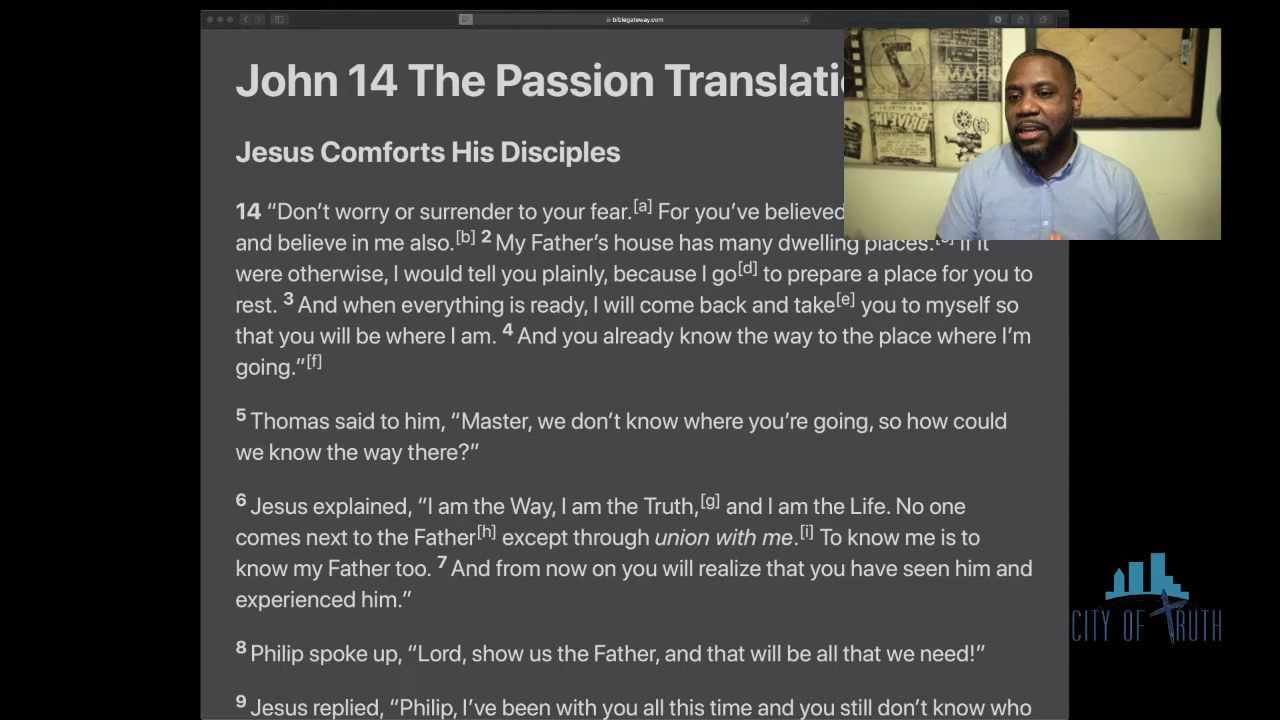 biblegateway.com
John 14 The Passion Translati
Jesus Comforts His Disciples
14 “Don’t worry or surrender to your fear.[a] For you’ve believed
and believe in me also.[b] 2 My Father’s house has many dwelling places. If it
were otherwise, I would tell you plainly, because I go[d] to prepare a place for you to
rest. 3 And when everything is ready, I will come back and take[e] you to myself so
that you will be where I am. 4 And you already know the way to the place where I’m
going.”[f]
5 Thomas said to him, “Master, we don’t know where you’re going, so how could
we know the way there?”
6 Jesus explained, “I am the Way, I am the Truth,[g] and I am the Life. No one
comes next to the Father[h] except through union with me.[i] To know me is to
know my Father too. 7 And from now on you will realize that you have seen him and
experienced him.”
8 Philip spoke up, “Lord, show us the Father, and that will be all that we need!”
9 Jesus replied, “Philip, I’ve been with you all this time and you still don’t know who
DRAMA
DRIVE-IN
CITY OF TRUTH